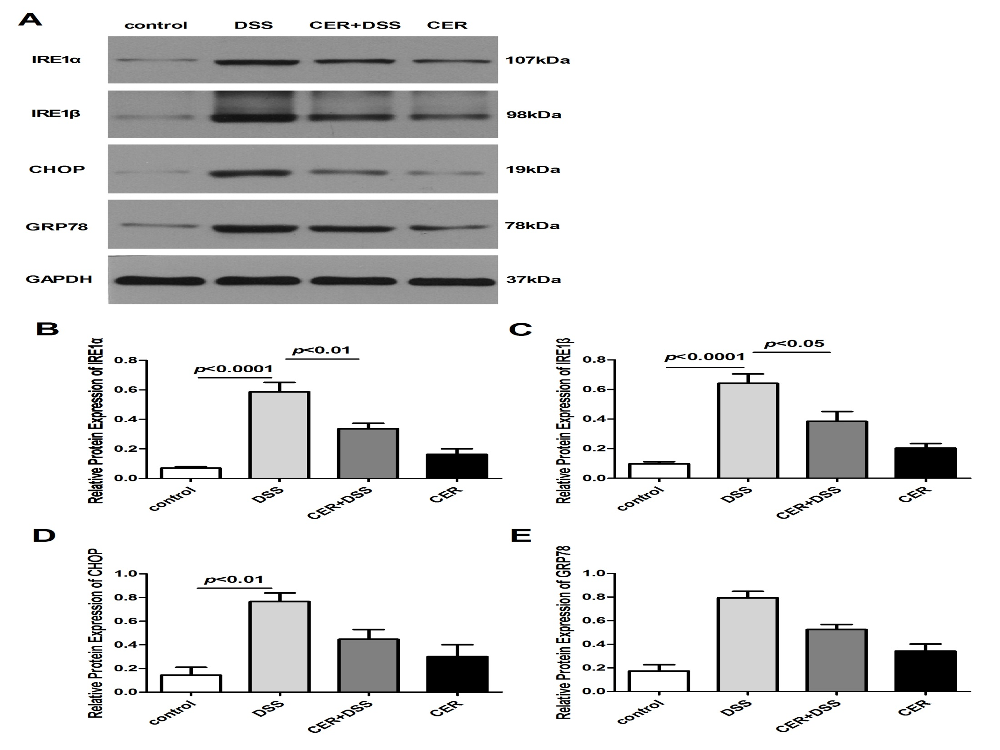 A
control DSS CER+DSS CER
IRE1α 107kDa
IRE1β 98kDa
CHOP 19kDa
GRP78 78kDa
GAPDH 37kDa
B
Relative Protein Expression of IRE1α
0.8
0.6
0.4
0.2
0.0
p<0.0001
p<0.01
control DSS CER+DSS CER
C
Relative Protein Expression of IRE1β
0.8
0.6
0.4
0.2
0.0
p<0.0001
p<0.05
control DSS CER+DSS CER
D
Relative Protein Expression of CHOP
1.0
0.8
0.6
0.4
0.2
0.0
p<0.01
control DSS CER+DSS CER
E
Relative Protein Expression of GRP78
1.0
0.8
0.6
0.4
0.2
0.0
control DSS CER+DSS CER